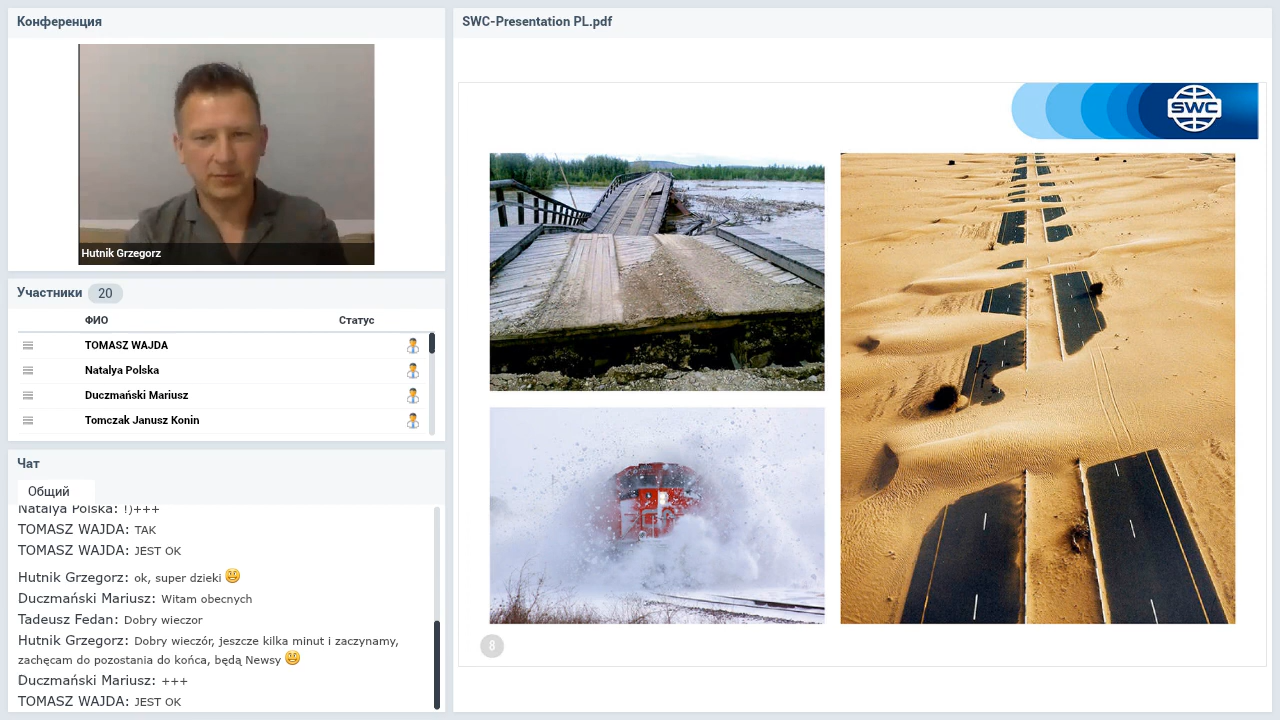 Конференция
Hutnik Grzegorz
Участники 20
ФИО Статус
TOMASZ WAJDA
Natalya Polska
Duczmański Mariusz
Tomczak Janusz Konin
Чат
Общий
Natalya Polska: !)+++
TOMASZ WAJDA: TAK
TOMASZ WAJDA: JEST OK
Hutnik Grzegorz: ok, super dzieki
Duczmański Mariusz: Witam obecnych
Tadeusz Fedan: Dobry wieczor
Hutnik Grzegorz: Dobry wieczór, jeszcze kilka minut i zaczynamy,
zachęcam do pozostania do końca, będą Newsy
Duczmański Mariusz: +++
TOMASZ WAJDA: JEST OK
SWC-Presentation PL.pdf
SWC
8